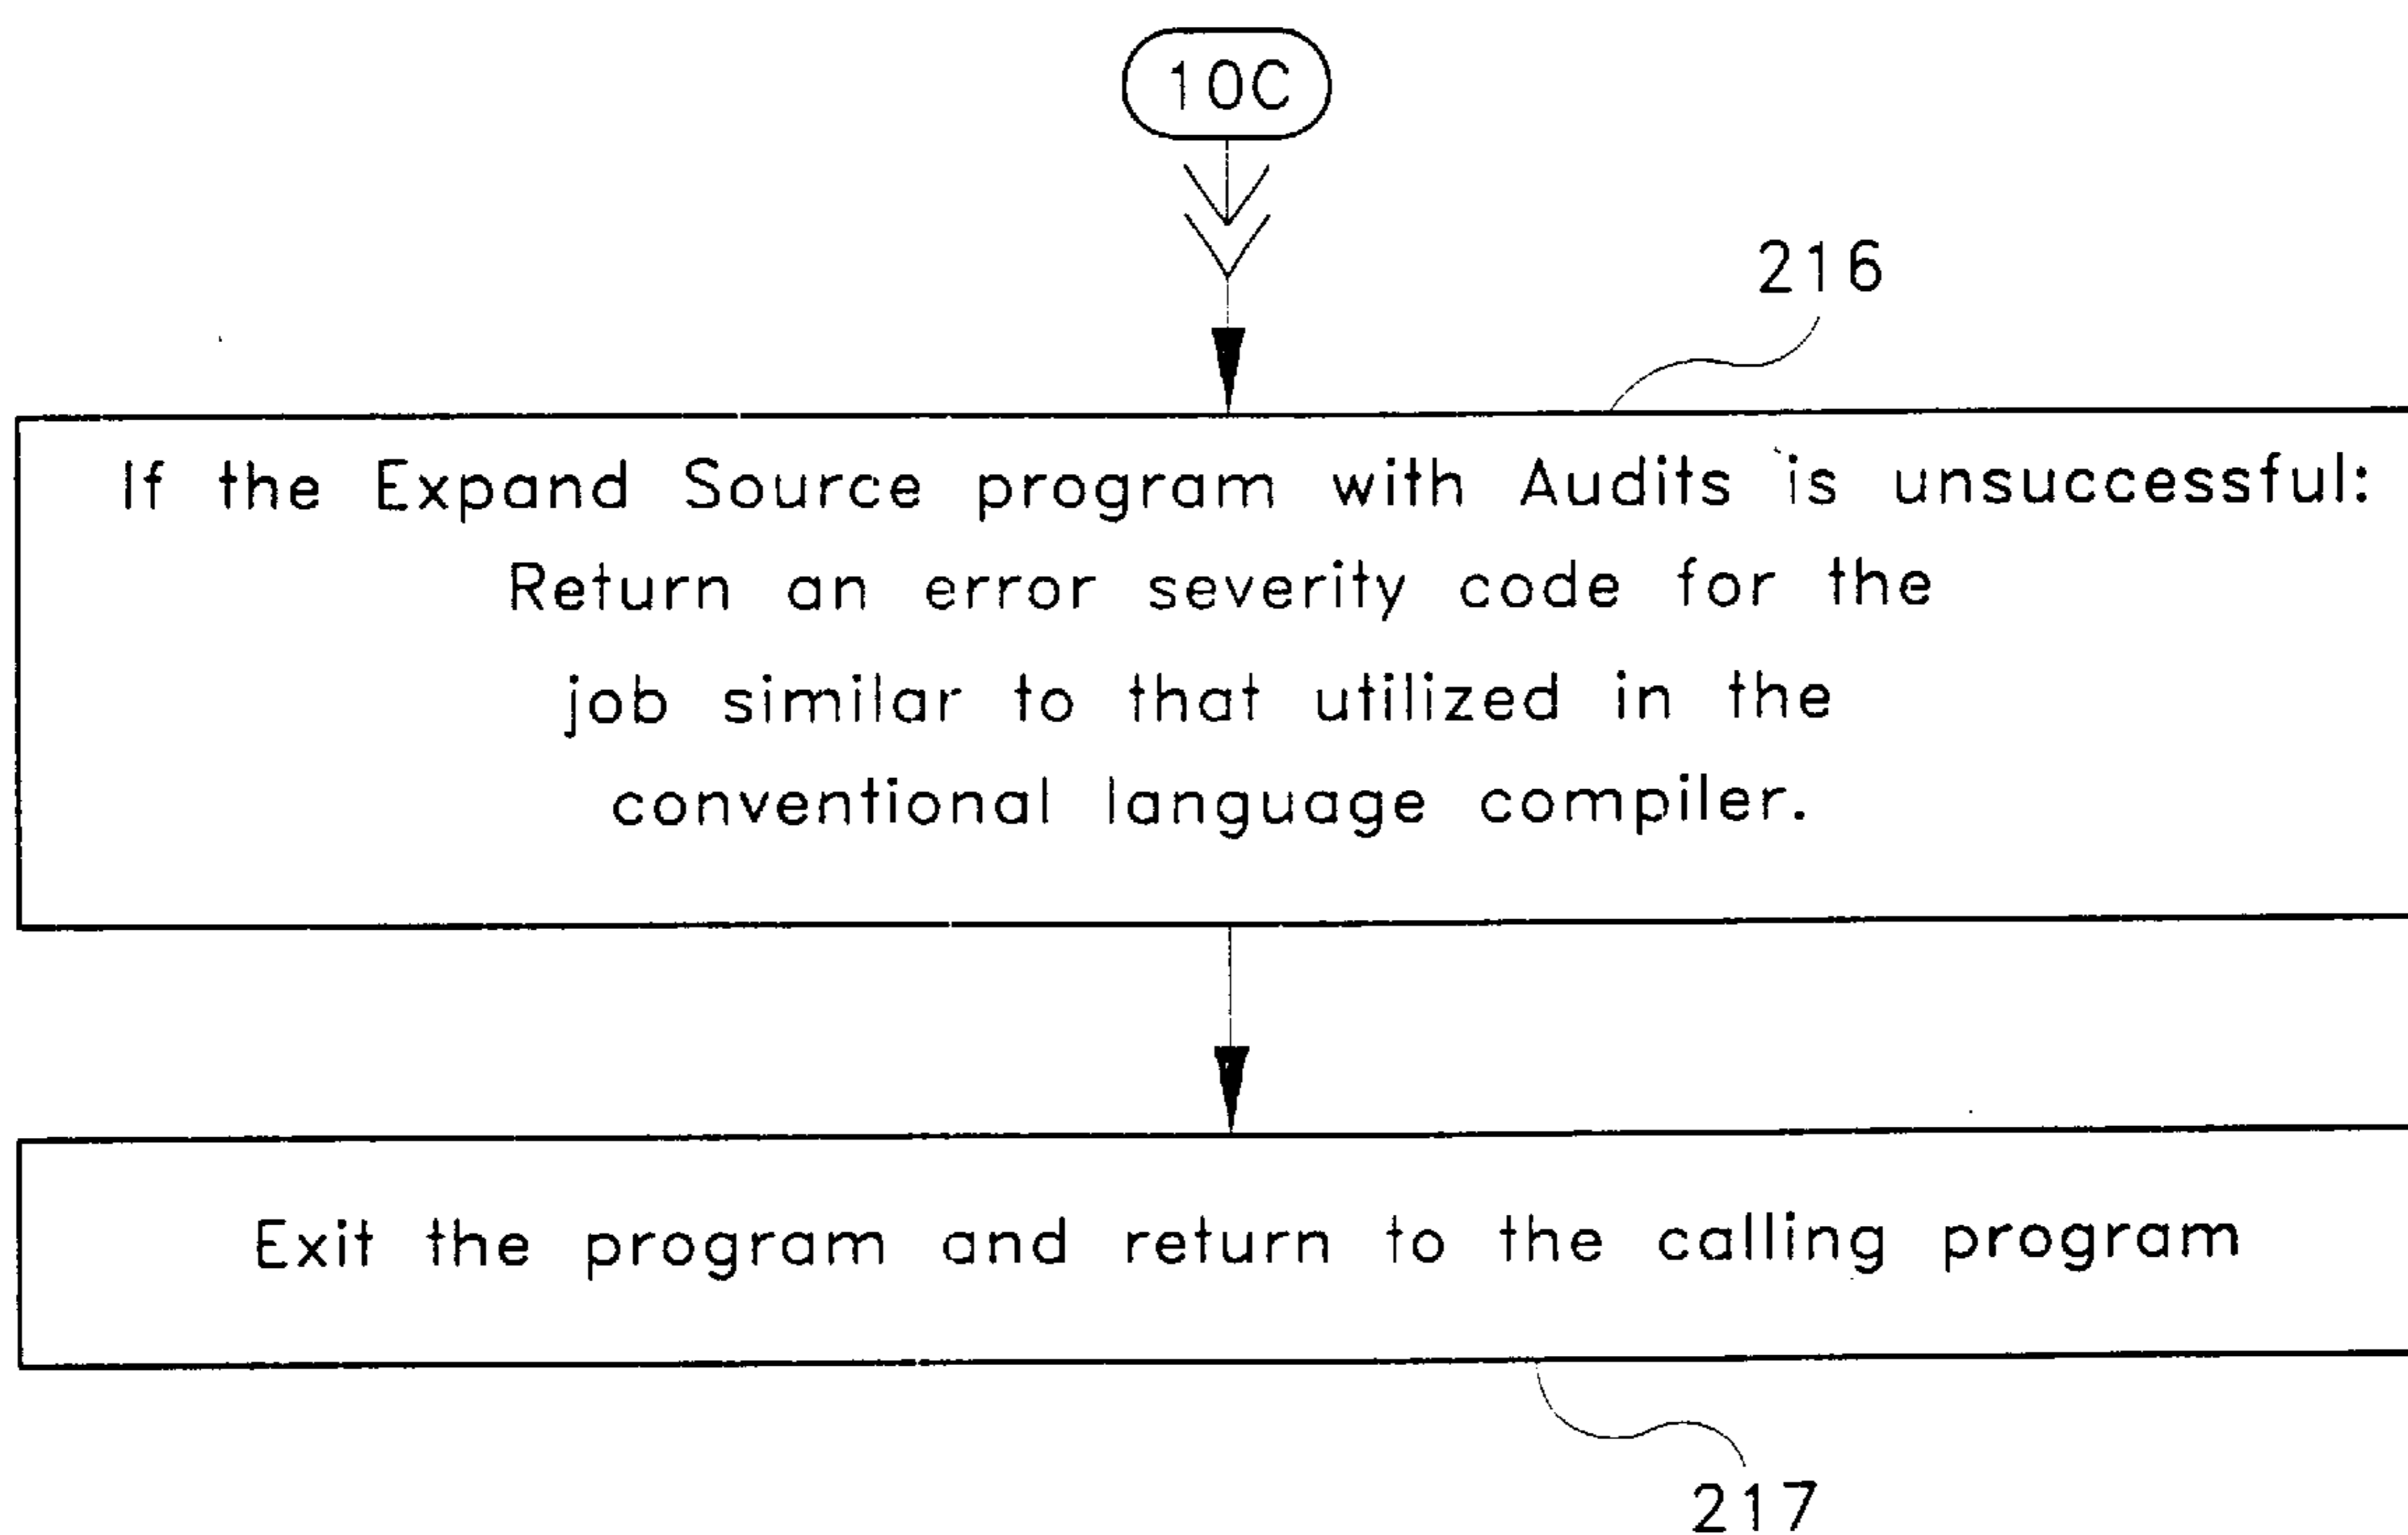 10C
216
If the Expand Source program with Audits is unsuccessful:
Return an error severity code for the
job similar to that utilized in the
conventional language compiler.
Exit the program and return to the calling program
217